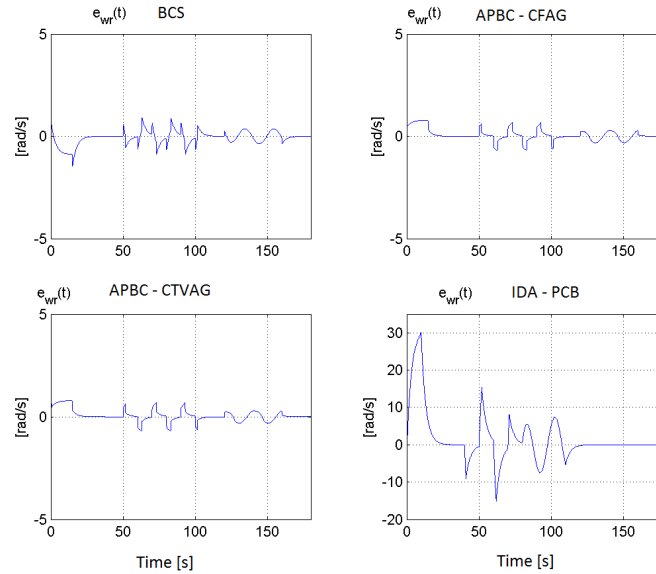 e_wr(t) BCS
[rad/s]
5
0
-5
0 50 100 150
e_wr(t) APBC - CFAG
[rad/s]
5
0
-5
0 50 100 150
e_wr(t) APBC - CTVAG
[rad/s]
5
0
-5
0 50 100 150
Time [s]
e_wr(t) IDA - PCB
[rad/s]
30
20
10
0
-10
-20
0 50 100 150
Time [s]